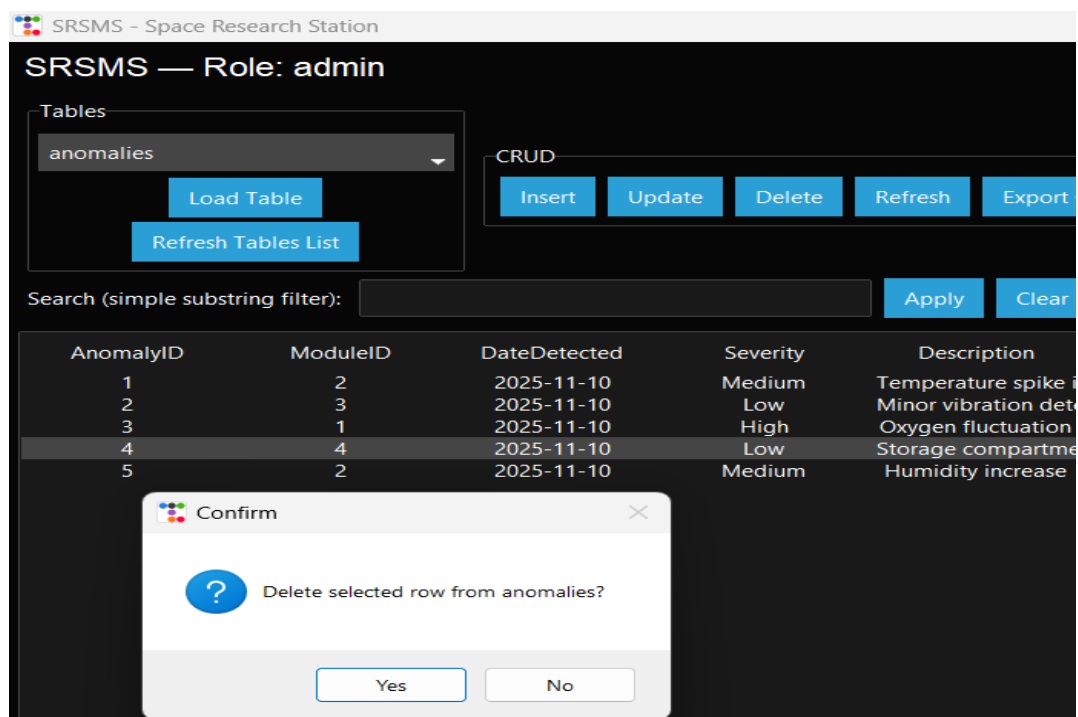 SRSMS - Space Research Station
SRSMS — Role: admin
Tables
anomalies
CRUD
Load Table
Insert Update Delete Refresh Export
Refresh Tables List
Search (simple substring filter): Apply Clear
AnomalyID ModuleID DateDetected Severity Description
1 2 2025-11-10 Medium Temperature spike
2 3 2025-11-10 Low Minor vibration
3 1 2025-11-10 High Oxygen fluctuation
4 4 2025-11-10 Low Storage
5 2 2025-11-10 Medium Humidity increase
Confirm
Delete selected row from anomalies?
Yes No